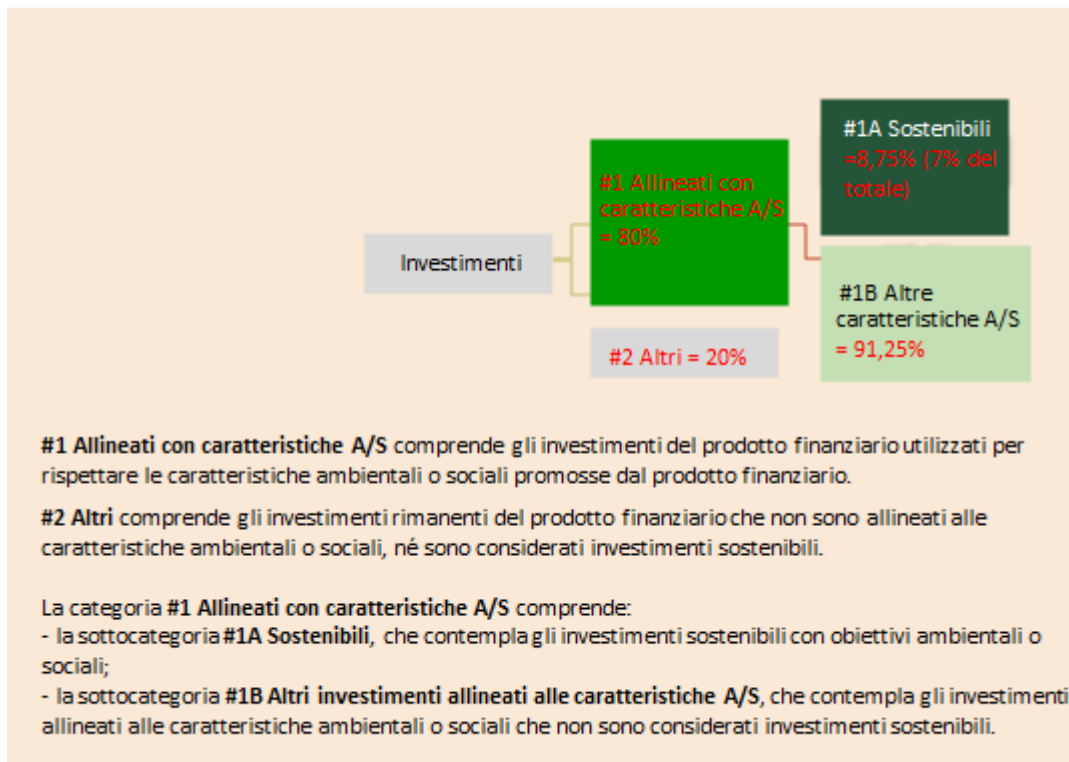 #1A Sostenibili
=8,75% (7% del
totale)
#1 Allineati con
caratteristiche A/S
= 80%
Investimenti
#1B Altre
caratteristiche A/S
= 91,25%
#2 Altri = 20%
#1 Allineati con caratteristiche A/S comprende gli investimenti del prodotto finanziario utilizzati per
rispettare le caratteristiche ambientali o sociali promosse dal prodotto finanziario.
#2 Altri comprende gli investimenti rimanenti del prodotto finanziario che non sono allineati alle
caratteristiche ambientali o sociali, né sono considerati investimenti sostenibili.
La categoria #1 Allineati con caratteristiche A/S comprende:
- la sottocategoria #1A Sostenibili, che contempla gli investimenti sostenibili con obiettivi ambientali o
sociali;
- la sottocategoria #1B Altri investimenti allineati alle caratteristiche A/S, che contempla gli investimenti
allineati alle caratteristiche ambientali o sociali che non sono considerati investimenti sostenibili.